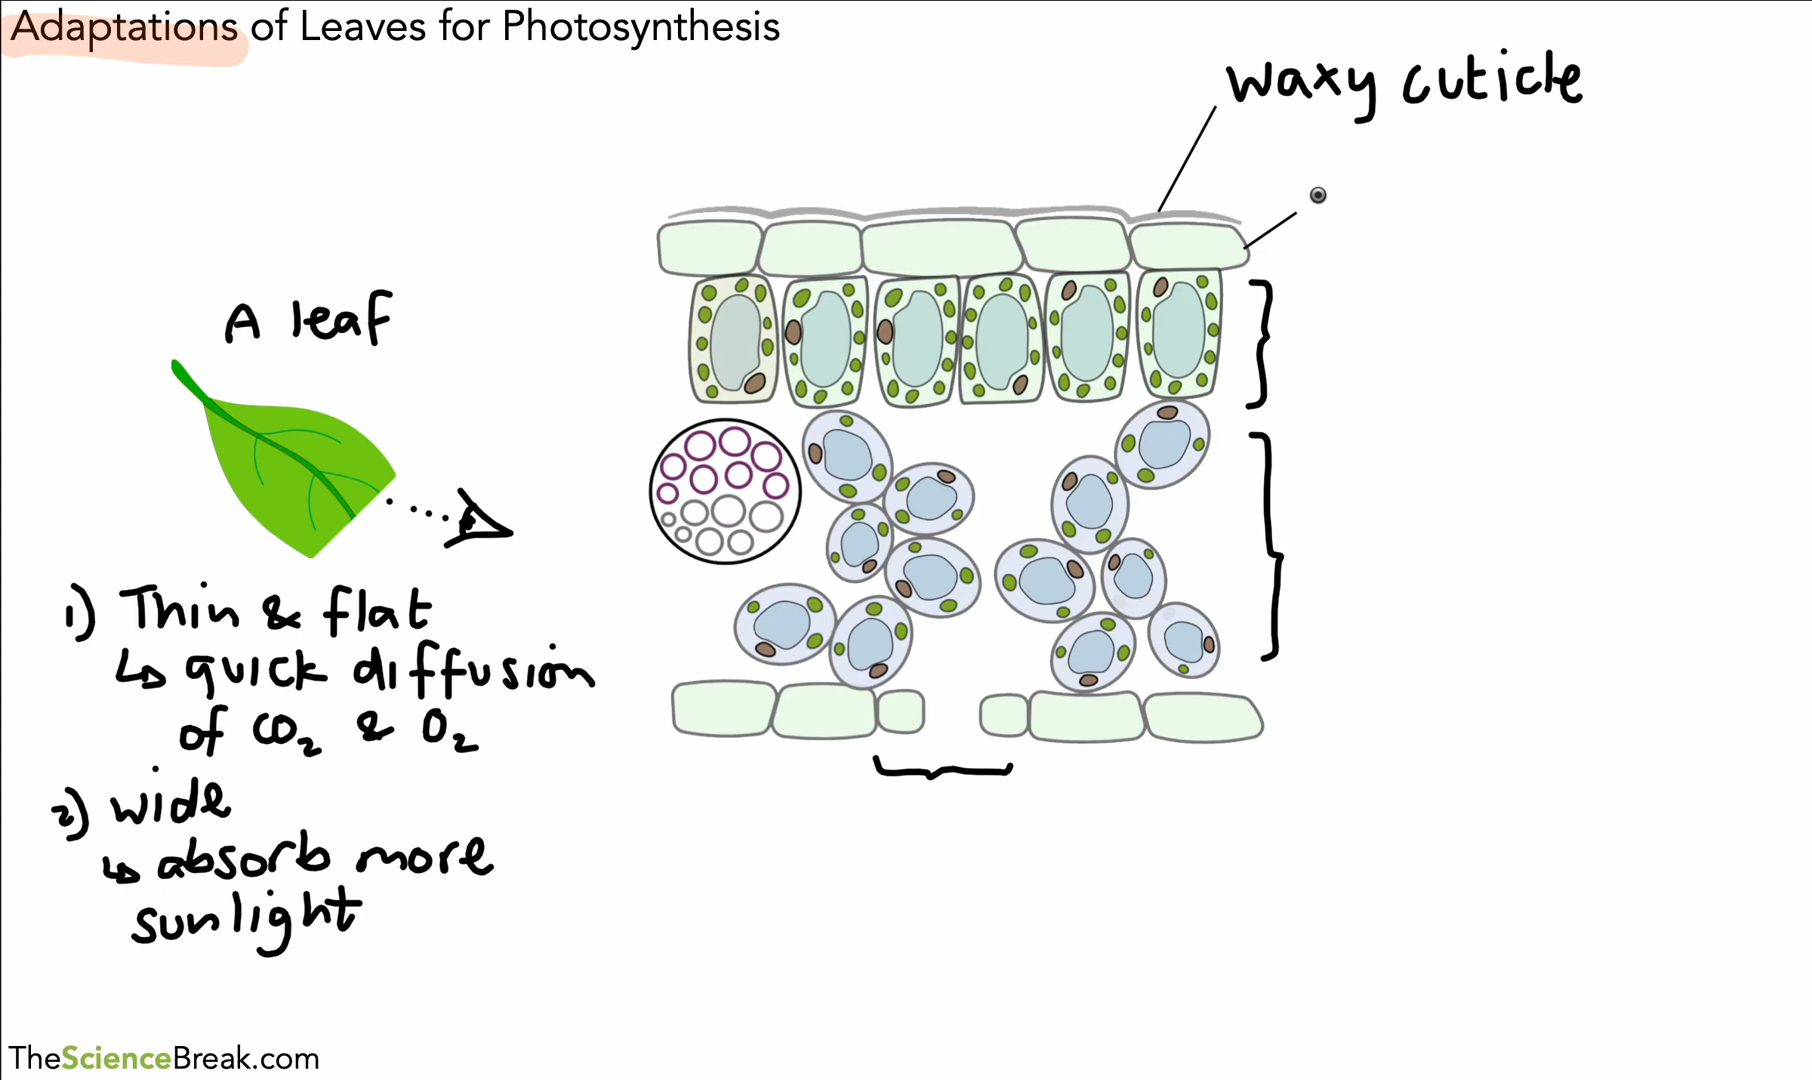 Adaptations of Leaves for Photosynthesis
waxy cuticle
A leaf
1) Thin & flat
↳ quick diffusion
of CO₂ & O₂
2) wide
↳ absorb more
sunlight
TheScienceBreak.com